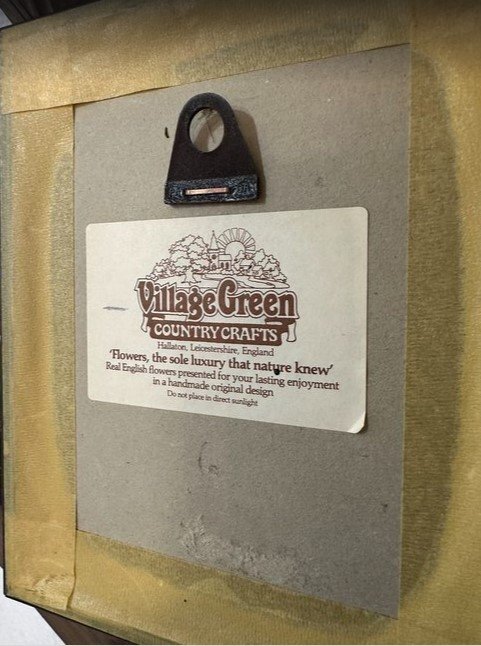 Village Green
COUNTRY CRAFTS
Hallaton, Leicestershire, England
'Flowers, the sole luxury that nature knew'
Real English flowers presented for your lasting enjoyment
in a handmade original design
Do not place in direct sunlight